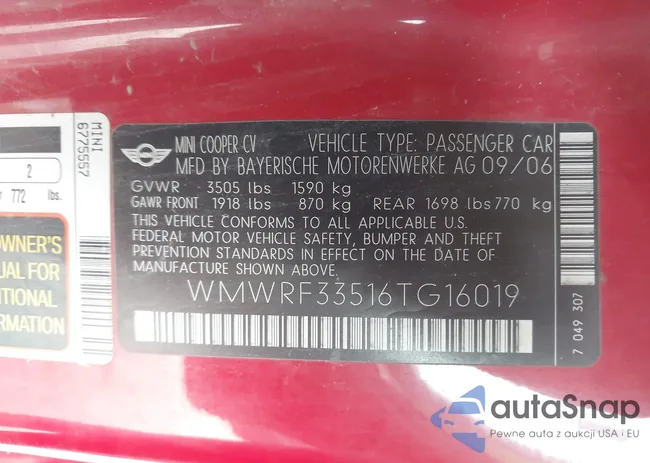 MINI COOPER CV VEHICLE TYPE: PASSENGER CAR
MFD BY BAYERISCHE MOTORENWERKE AG 09/06
GVWR 3505 lbs 1590 kg
GAWR FRONT 1918 lbs 870 kg REAR 1698 lbs 770 kg
THIS VEHICLE CONFORMS TO ALL APPLICABLE U.S.
FEDERAL MOTOR VEHICLE SAFETY, BUMPER AND THEFT
PREVENTION STANDARDS IN EFFECT ON THE DATE OF
MANUFACTURE SHOWN ABOVE.
WMWRF33516TG16019
7 049 307
MINI
6775557
2
772 lbs.
OWNER'S
FOR
autaSnap
Pewne auta z aukcji USA i EU